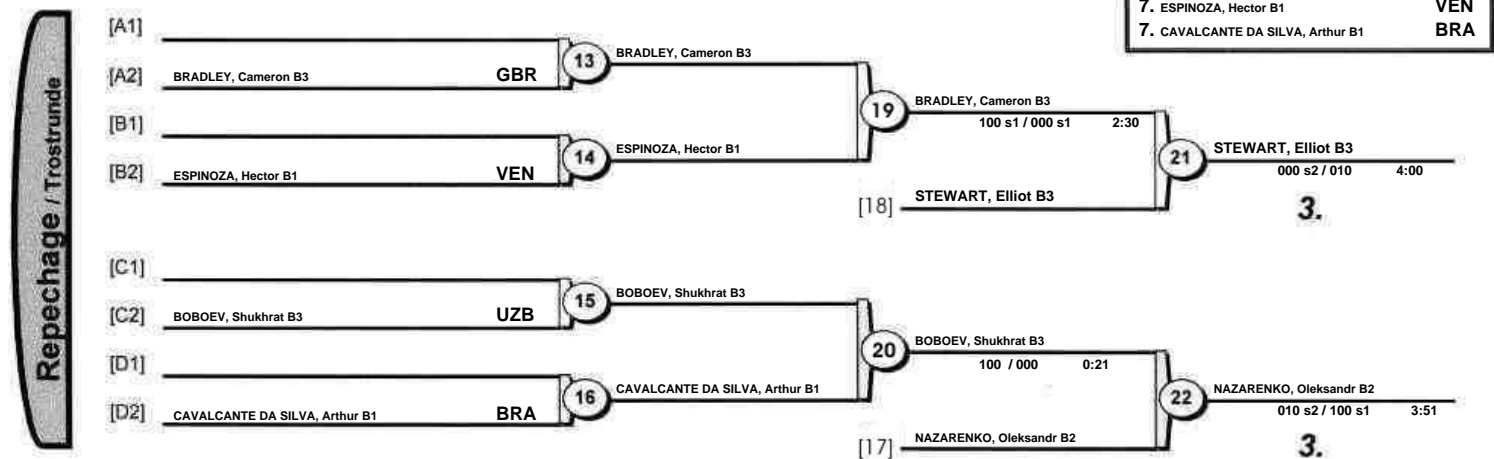 7. ESPINOZA, Hector B1 VEN
7. CAVALCANTE DA SILVA, Arthur B1 BRA
Repechage / Trostrunde
[A1]
[A2] BRADLEY, Cameron B3 GBR
13 BRADLEY, Cameron B3
[B1]
[B2] ESPINOZA, Hector B1 VEN
14 ESPINOZA, Hector B1
19 BRADLEY, Cameron B3
100 s1 / 000 s1 2:30
[18] STEWART, Elliot B3
21 STEWART, Elliot B3
000 s2 / 010 4:00
3.
[C1]
[C2] BOBOEV, Shukhrat B3 UZB
15 BOBOEV, Shukhrat B3
[D1]
[D2] CAVALCANTE DA SILVA, Arthur B1 BRA
16 CAVALCANTE DA SILVA, Arthur B1
20 BOBOEV, Shukhrat B3
100 / 000 0:21
[17] NAZARENKO, Oleksandr B2
22 NAZARENKO, Oleksandr B2
010 s2 / 100 s1 3:51
3.